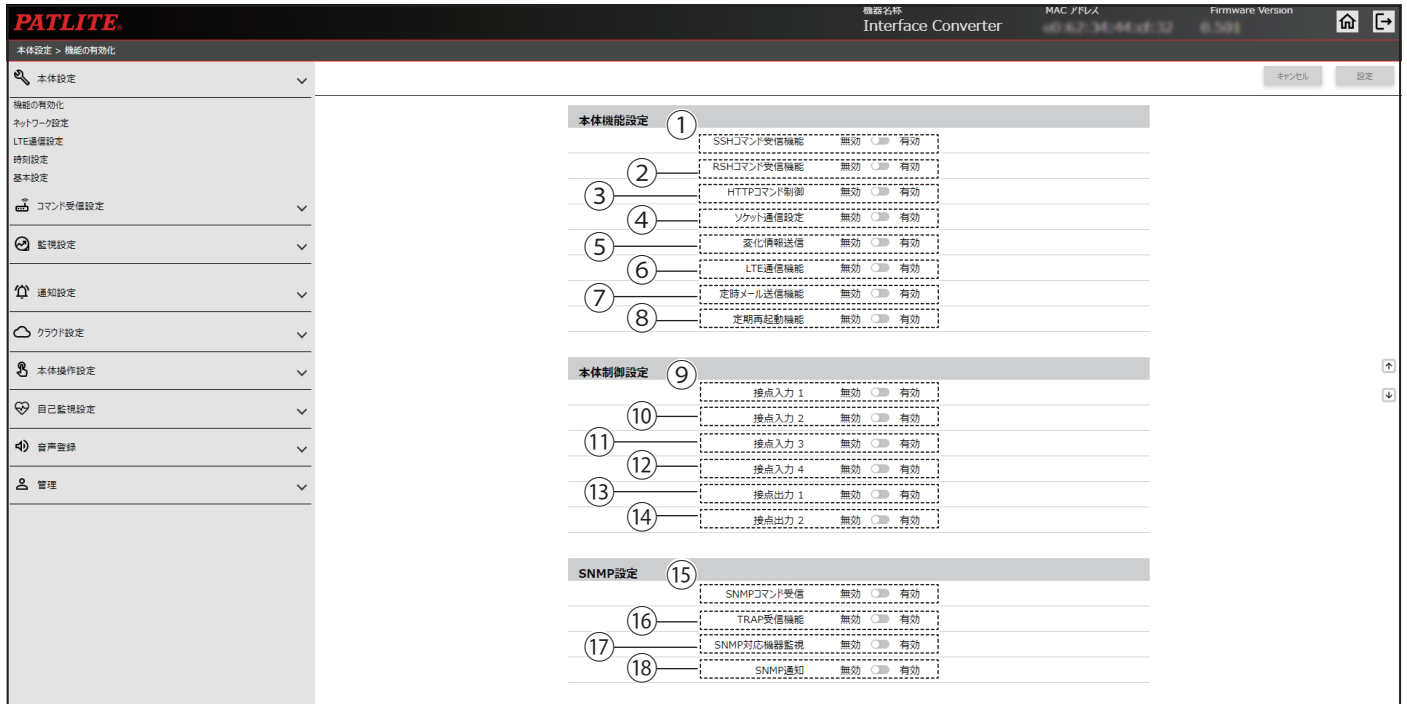 PATLITE.
機器名称
Interface Converter
MAC アドレス
Firmware Version
0.501
本体設定 > 機能の有効化
本体設定
機能の有効化
ネットワーク設定
LTE通信設定
時刻設定
基本設定
コマンド受信設定
監視設定
通知設定
クラウド設定
本体操作設定
自己監視設定
音声登録
管理
キャンセル
設定
本体機能設定 ①
SSHコマンド受信機能 無効 有効
② RSHコマンド受信機能 無効 有効
③ HTTPコマンド制御 無効 有効
④ ソケット通信設定 無効 有効
⑤ 変化情報送信 無効 有効
⑥ LTE通信機能 無効 有効
⑦ 定時メール送信機能 無効 有効
⑧ 定期再起動機能 無効 有効
本体制御設定 ⑨
接点入力 1 無効 有効
⑩ 接点入力 2 無効 有効
⑪ 接点入力 3 無効 有効
⑫ 接点入力 4 無効 有効
⑬ 接点出力 1 無効 有効
⑭ 接点出力 2 無効 有効
SNMP設定 ⑮
SNMPコマンド受信 無効 有効
⑯ TRAP受信機能 無効 有効
⑰ SNMP対応機器監視 無効 有効
⑱ SNMP通知 無効 有効